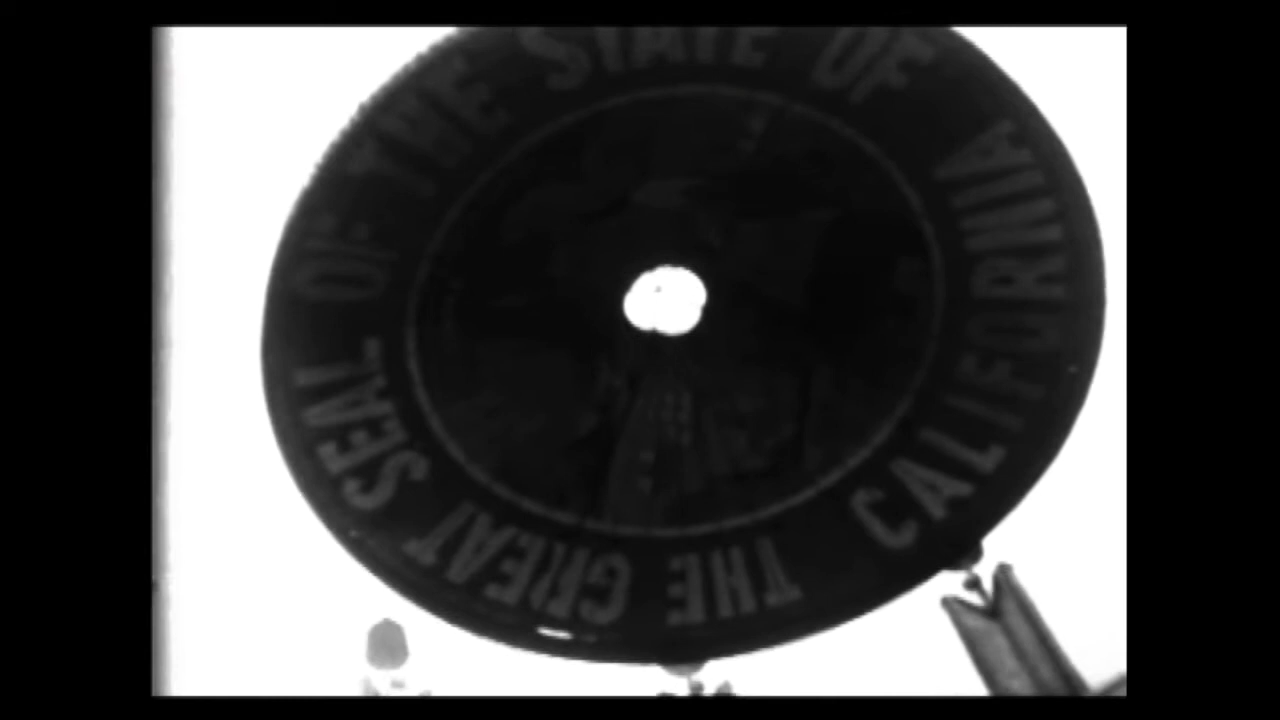 THE GREAT SEAL OF THE STATE OF CALIFORNIA